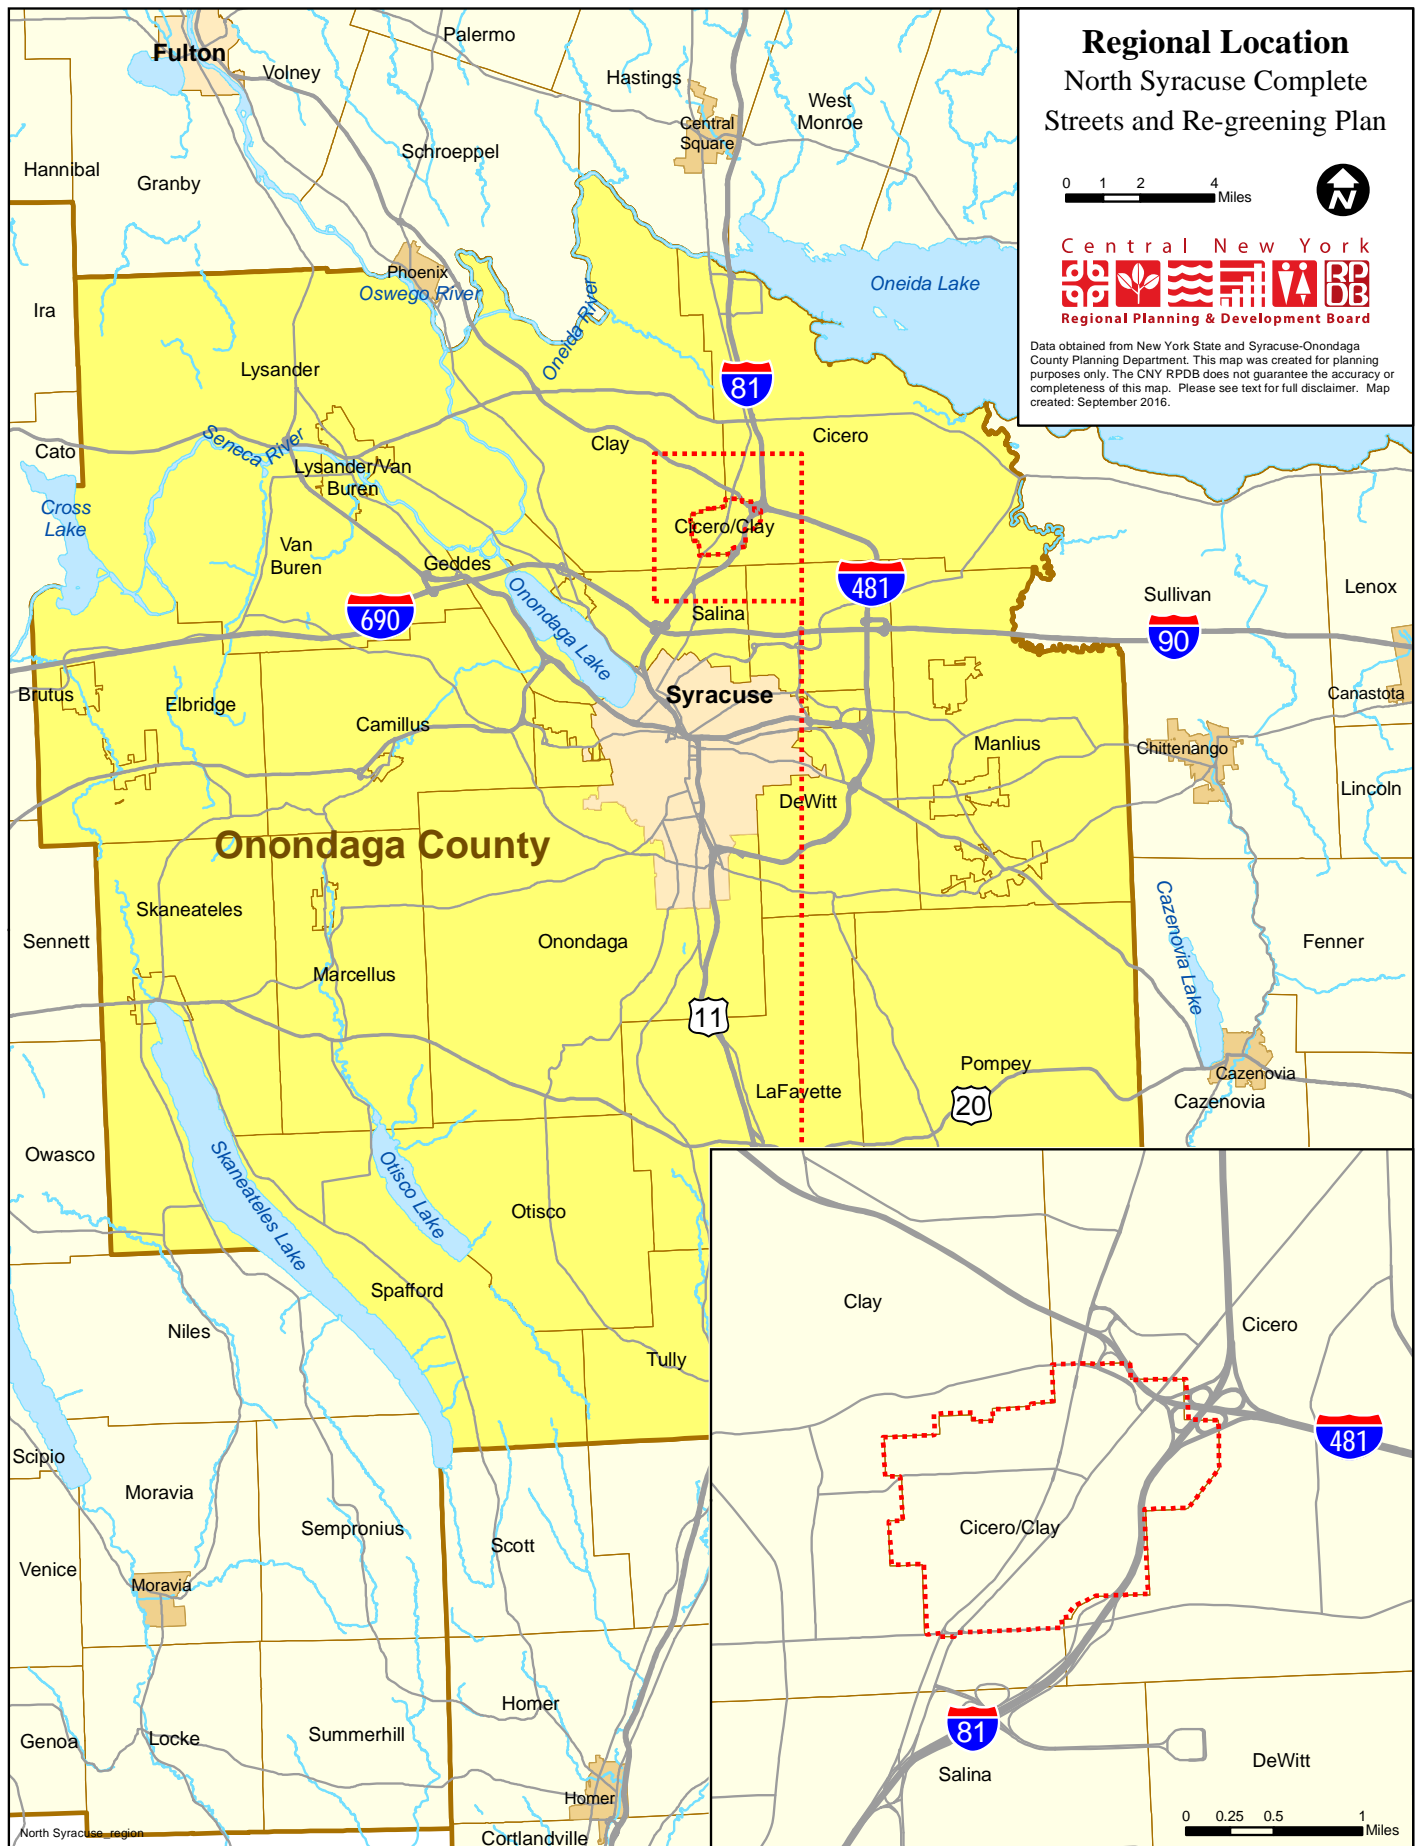 Regional Location
North Syracuse Complete
Streets and Re-greening Plan
0 1 2 4
Miles
N
Central New York
RP
DB
Regional Planning & Development Board
Data obtained from New York State and Syracuse-Onondaga
County Planning Department. This map was created for planning
purposes only. The CNY RPDB does not guarantee the accuracy or
completeness of this map. Please see text for full disclaimer. Map
created: September 2016.
Fulton
Volney
Palermo
Hastings
West
Monroe
Central
Square
Schroeppel
Hannibal
Granby
Phoenix
Oswego River
Oneida River
Oneida Lake
Ira
Lysander
81
Cicero
Clay
Cato
Seneca River
Lysander/Van
Buren
Cross
Lake
Cicero/Clay
Van
Buren
Geddes
690
Onondaga Lake
Salina
481
Sullivan
Lenox
90
Syracuse
Brutus
Elbridge
Camillus
Manlius
Canastota
Chittenango
Lincoln
DeWitt
Onondaga County
Skaneateles
Sennett
Onondaga
Marcellus
Cazenovia Lake
Fenner
11
LaFayette
Pompey
20
Cazenovia
Cazenovia
Owasco
Skaneateles Lake
Otisco Lake
Otisco
Spafford
Niles
Tully
Scipio
Moravia
Sempronius
Scott
Venice
Moravia
Homer
Genoa
Locke
Summerhill
Homer
Cortlandville
North Syracuse_region
Clay
Cicero
481
Cicero/Clay
81
Salina
DeWitt
0 0.25 0.5 1
Miles